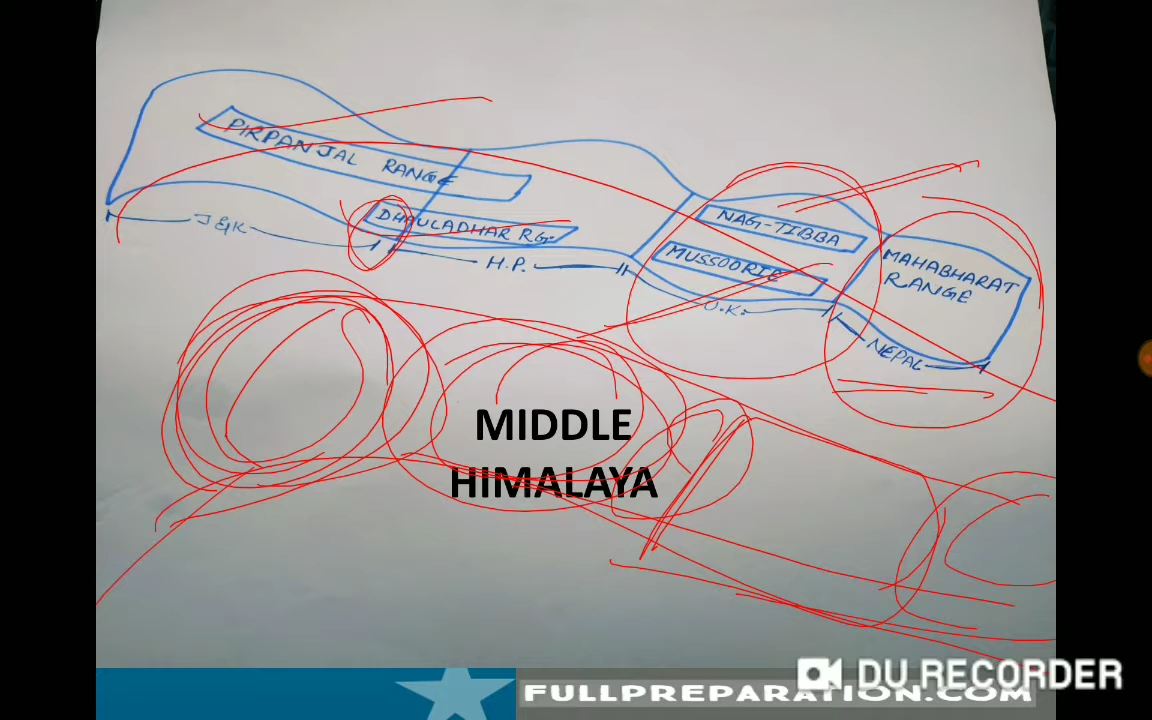 PIRPANJAL RANGE
DHAULADHAR RG.
J&K
H.P.
NAG-TIBBA
MUSSOORIE
U.K.
MAHABHARAT
RANGE
NEPAL
MIDDLE
HIMALAYA
DU RECORDER
FULLPREPARATION.COM